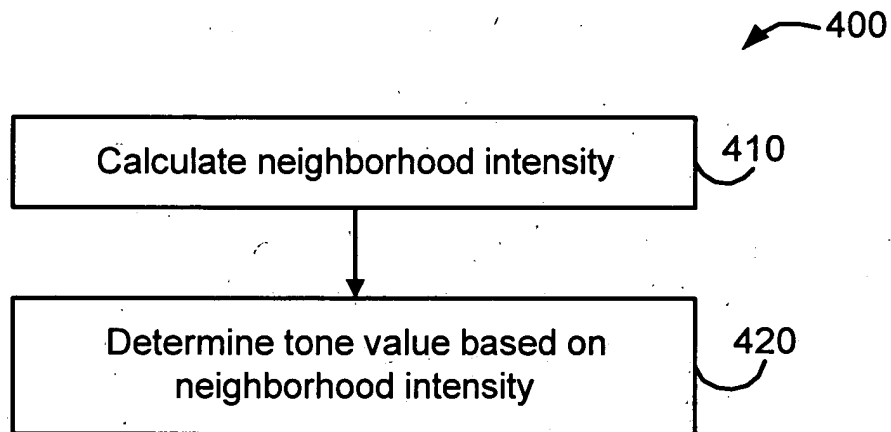 400
Calculate neighborhood intensity
410
Determine tone value based on
neighborhood intensity
420